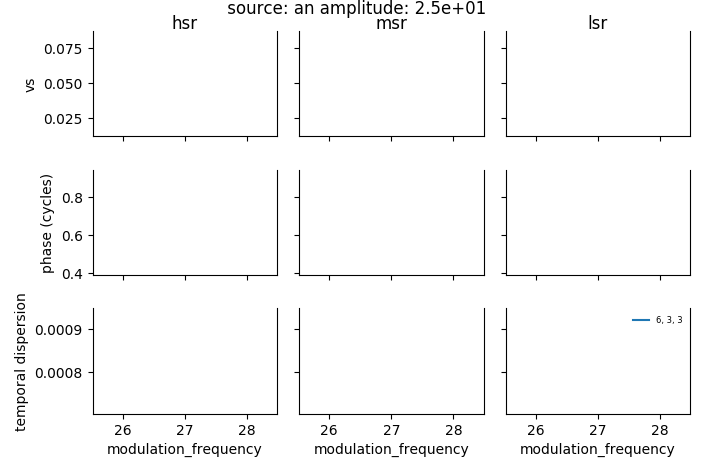 source: an amplitude: 2.5e+01
hsr
msr
lsr
0.075
0.050
0.025
vs
0.8
0.6
0.4
phase (cycles)
0.0009
0.0008
temporal dispersion
6, 3, 3
26 27 28
26 27 28
26 27 28
modulation_frequency
modulation_frequency
modulation_frequency